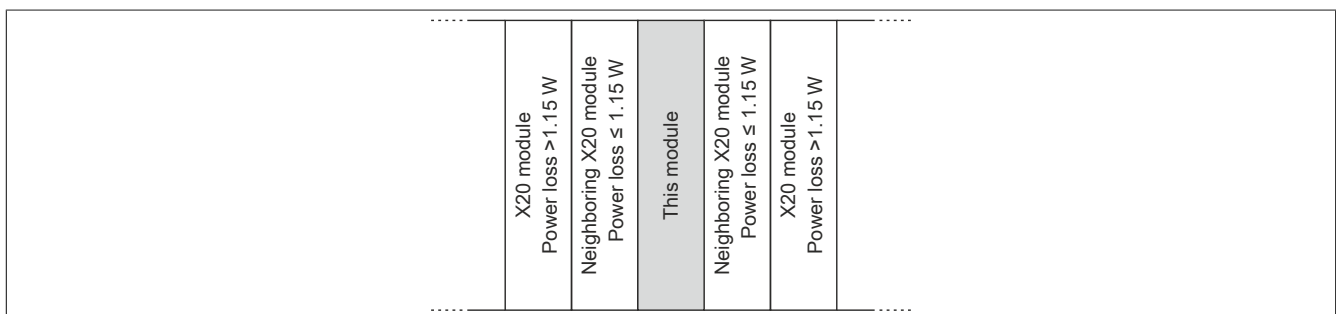 X20 module
Power loss >1.15 W
Neighboring X20 module
Power loss ≤ 1.15 W
This module
Neighboring X20 module
Power loss ≤ 1.15 W
X20 module
Power loss >1.15 W